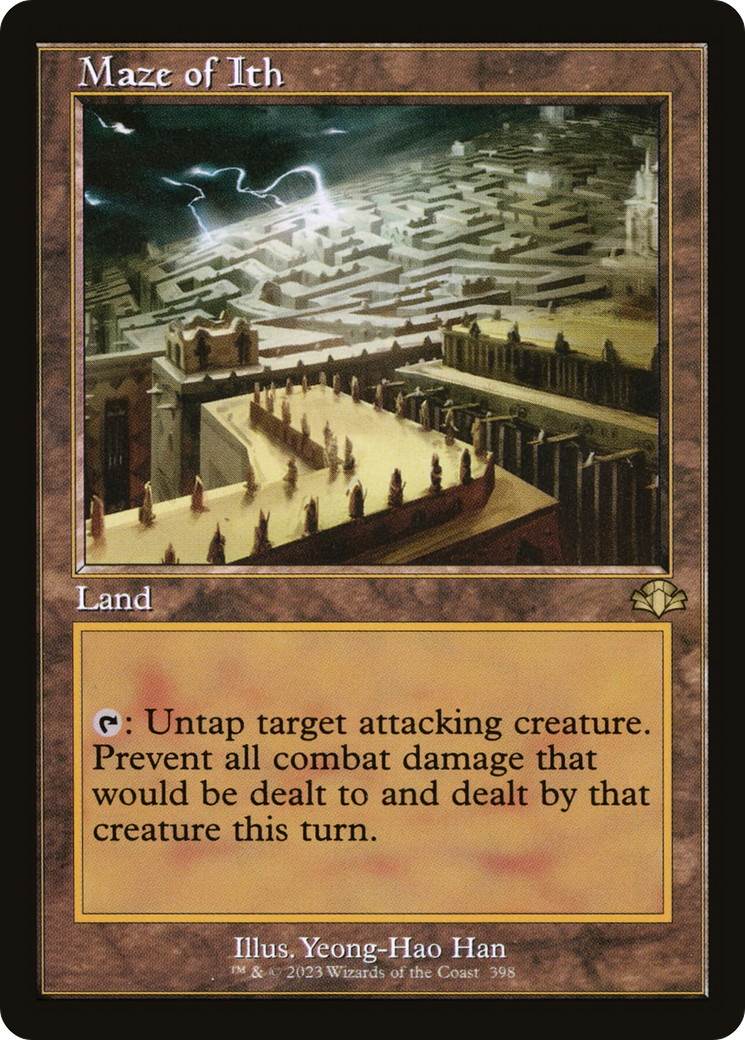 Maze of Ith
Land
: Untap target attacking creature.
Prevent all combat damage that
would be dealt to and dealt by that
creature this turn.
Illus. Yeong-Hao Han
™ & © 2023 Wizards of the Coast 398